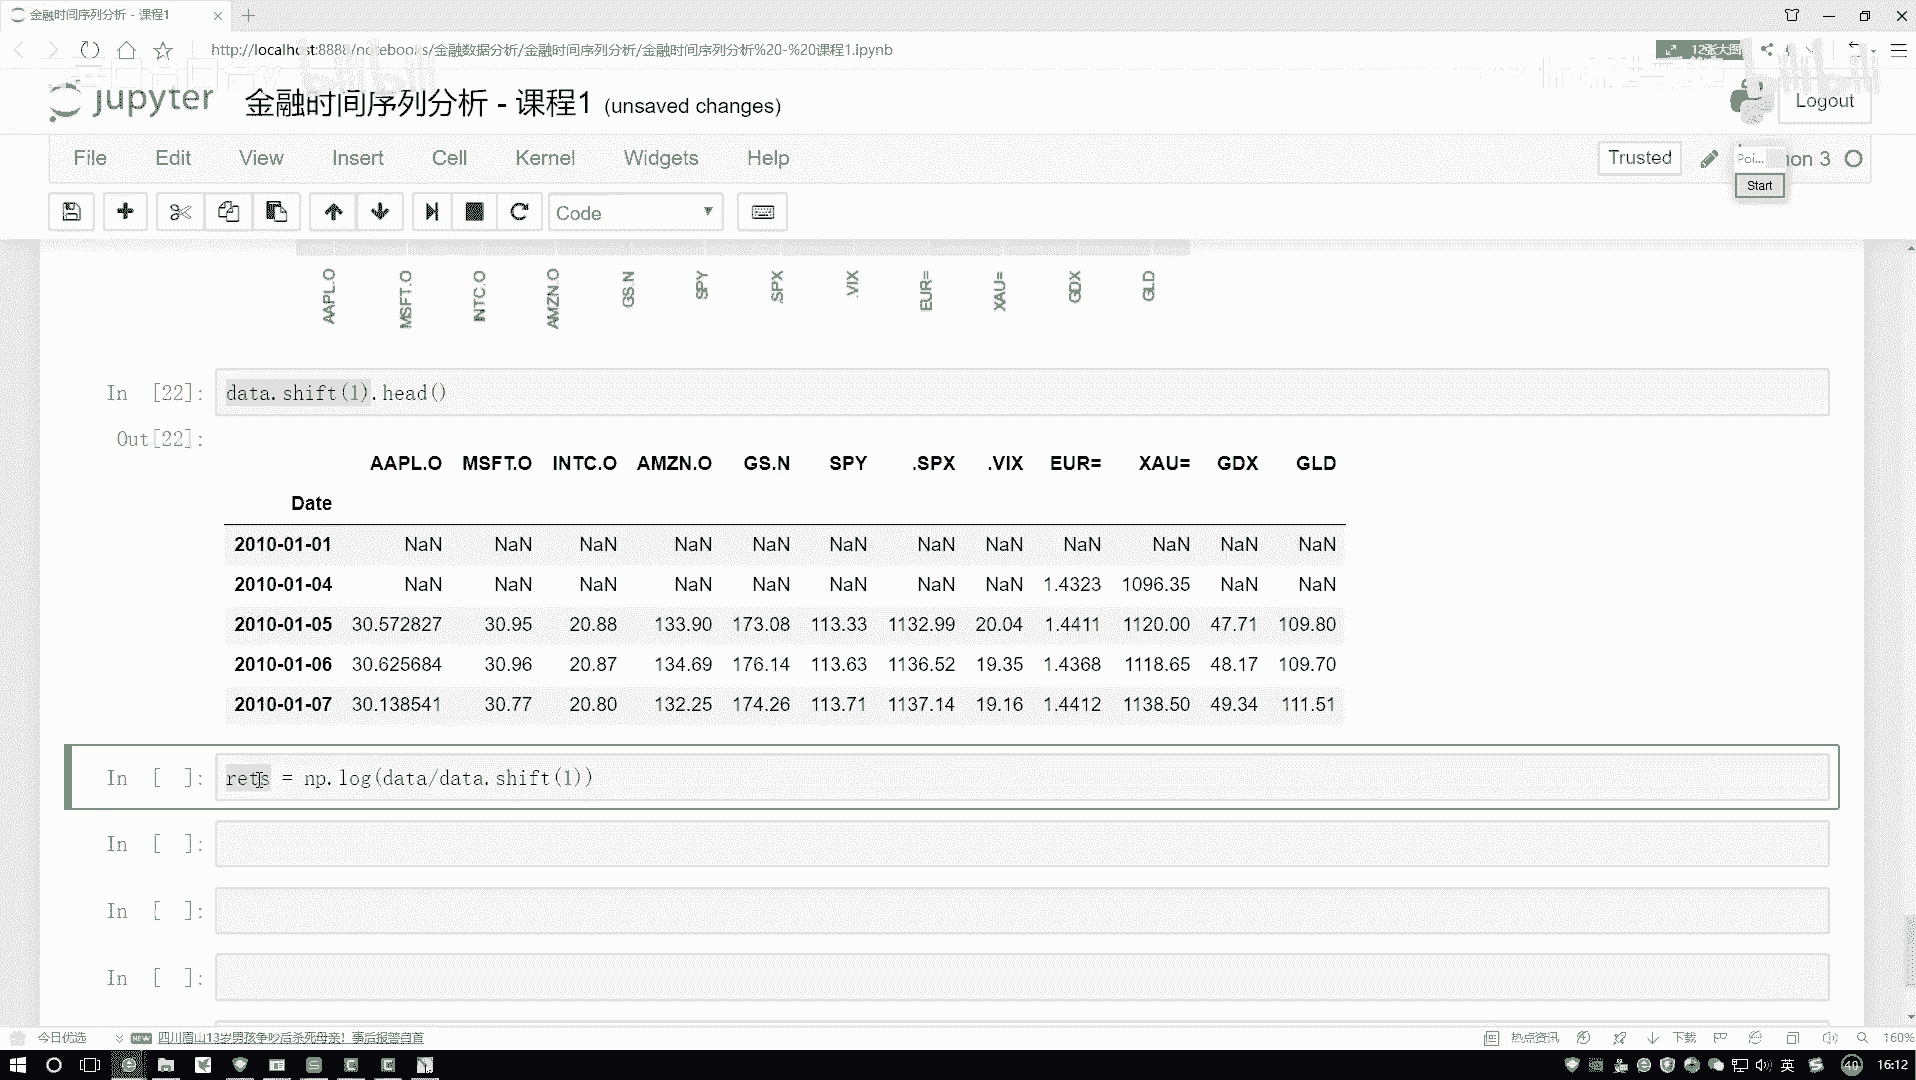 金融时间序列分析 - 课程1
http://localhost:8888/notebooks/金融数据分析/金融时间序列分析/金融时间序列分析%20-%20课程1.ipynb
12张大图
jupyter 金融时间序列分析 - 课程1 (unsaved changes)
bilibili
Logout
File Edit View Insert Cell Kernel Widgets Help
Trusted
Poi...
hon 3
Start
Code
AAPL.O MSFT.O INTC.O AMZN.O GS.N SPY .SPX .VIX EUR= XAU= GDX GLD
In [22]: data.shift(1).head()
Out[22]:
AAPL.O MSFT.O INTC.O AMZN.O GS.N SPY .SPX .VIX EUR= XAU= GDX GLD
Date
2010-01-01 NaN NaN NaN NaN NaN NaN NaN NaN NaN NaN NaN NaN
2010-01-04 NaN NaN NaN NaN NaN NaN NaN NaN 1.4323 1096.35 NaN NaN
2010-01-05 30.572827 30.95 20.88 133.90 173.08 113.33 1132.99 20.04 1.4411 1120.00 47.71 109.80
2010-01-06 30.625684 30.96 20.87 134.69 176.14 113.63 1136.52 19.35 1.4368 1118.65 48.17 109.70
2010-01-07 30.138541 30.77 20.80 132.25 174.26 113.71 1137.14 19.16 1.4412 1138.50 49.34 111.51
In [ ]: rets = np.log(data/data.shift(1))
In [ ]:
In [ ]:
In [ ]:
今日优选 NEW 四川眉山13岁男孩争吵后杀死母亲！事后报警自首 热点资讯 下载 160%
英 40 16:12